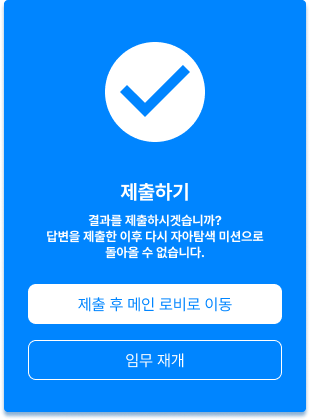 제출하기
결과를 제출하시겟습니까?
답변을 제출한 이후 다시 자아탐색 미션으로
돌아올 수 없습니다.
제출 후 메인 로비로 이동
임무 재개